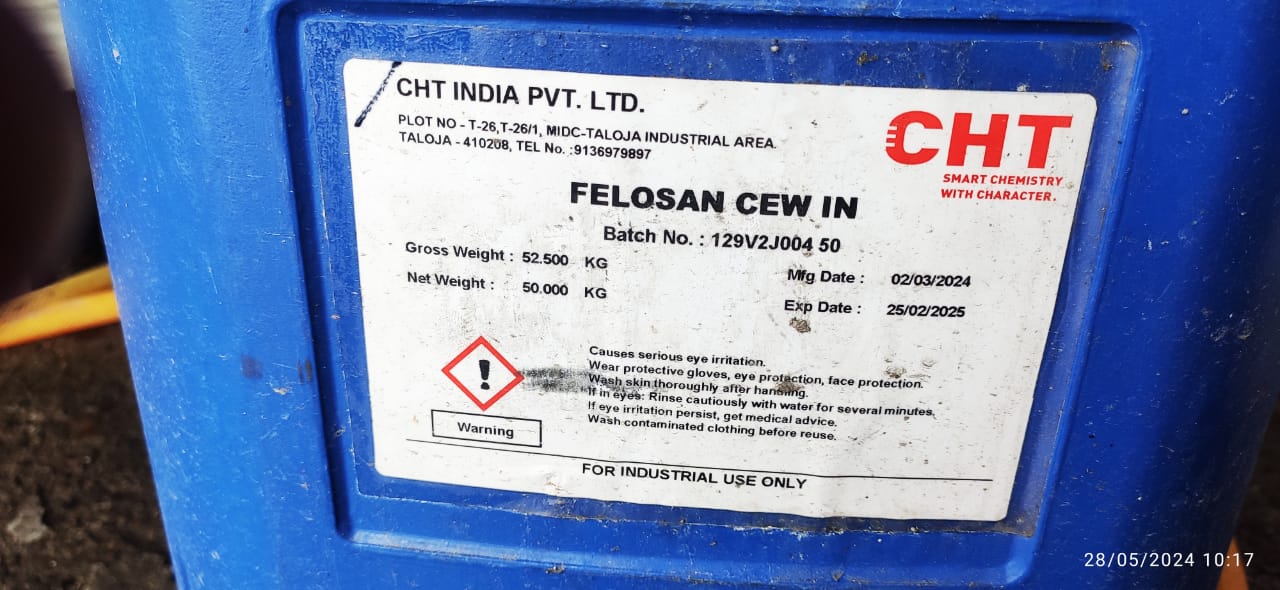 CHT INDIA PVT. LTD.
PLOT NO - T-26,T-26/1, MIDC-TALOJA INDUSTRIAL AREA.
TALOJA - 410208, TEL No. :9136979897
CHT
SMART CHEMISTRY
WITH CHARACTER.
FELOSAN CEW IN
Batch No. : 129V2J004 50
Gross Weight : 52.500 KG
Net Weight : 50.000 KG
Mfg Date : 02/03/2024
Exp Date : 25/02/2025
Causes serious eye irritation.
Wear protective gloves, eye protection, face protection.
Wash skin thoroughly after handling.
If in eyes: Rinse cautiously with water for several minutes.
If eye irritation persist, get medical advice.
Wash contaminated clothing before reuse.
!
Warning
FOR INDUSTRIAL USE ONLY
28/05/2024 10:17